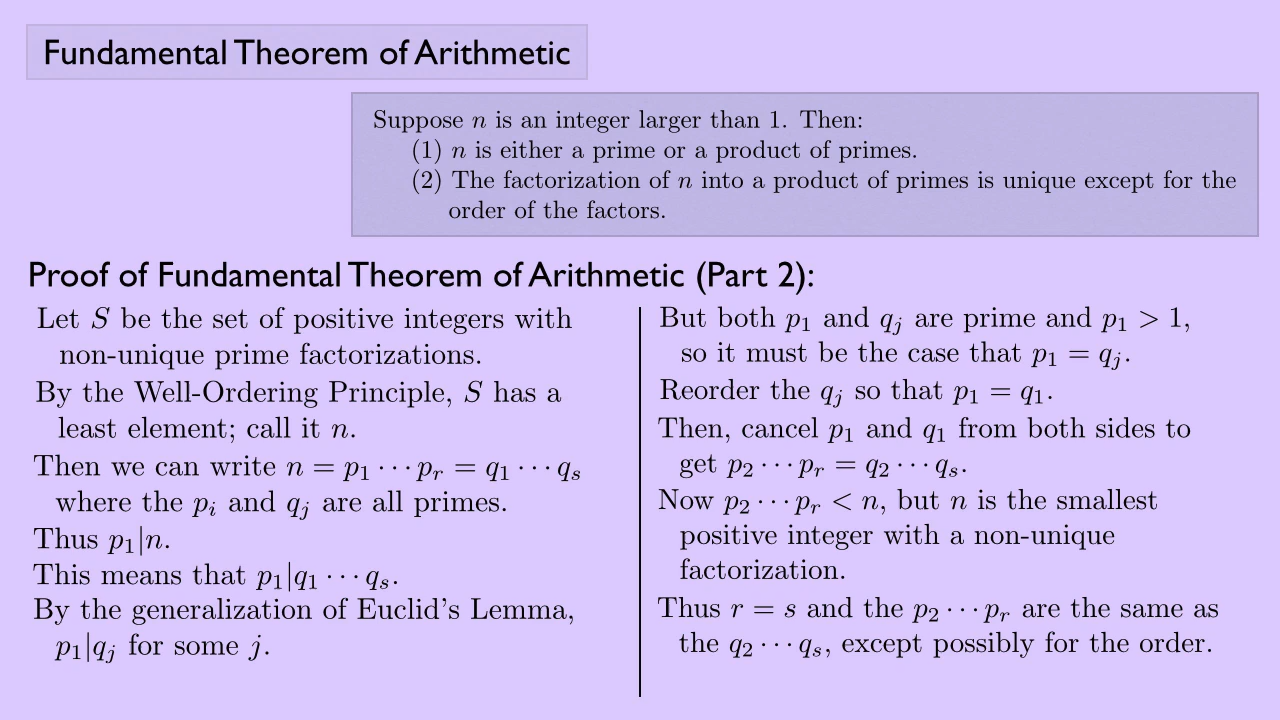 Fundamental Theorem of Arithmetic
Suppose n is an integer larger than 1. Then:
(1) n is either a prime or a product of primes.
(2) The factorization of n into a product of primes is unique except for the
order of the factors.
Proof of Fundamental Theorem of Arithmetic (Part 2):
Let S be the set of positive integers with
non-unique prime factorizations.
By the Well-Ordering Principle, S has a
least element; call it n.
Then we can write n = p₁ ⋯ pᵣ = q₁ ⋯ qₛ
where the pᵢ and qⱼ are all primes.
Thus p₁|n.
This means that p₁|q₁ ⋯ qₛ.
By the generalization of Euclid's Lemma,
p₁|qⱼ for some j.
But both p₁ and qⱼ are prime and p₁ > 1,
so it must be the case that p₁ = qⱼ.
Reorder the qⱼ so that p₁ = q₁.
Then, cancel p₁ and q₁ from both sides to
get p₂ ⋯ pᵣ = q₂ ⋯ qₛ.
Now p₂ ⋯ pᵣ < n, but n is the smallest
positive integer with a non-unique
factorization.
Thus r = s and the p₂ ⋯ pᵣ are the same as
the q₂ ⋯ qₛ, except possibly for the order.